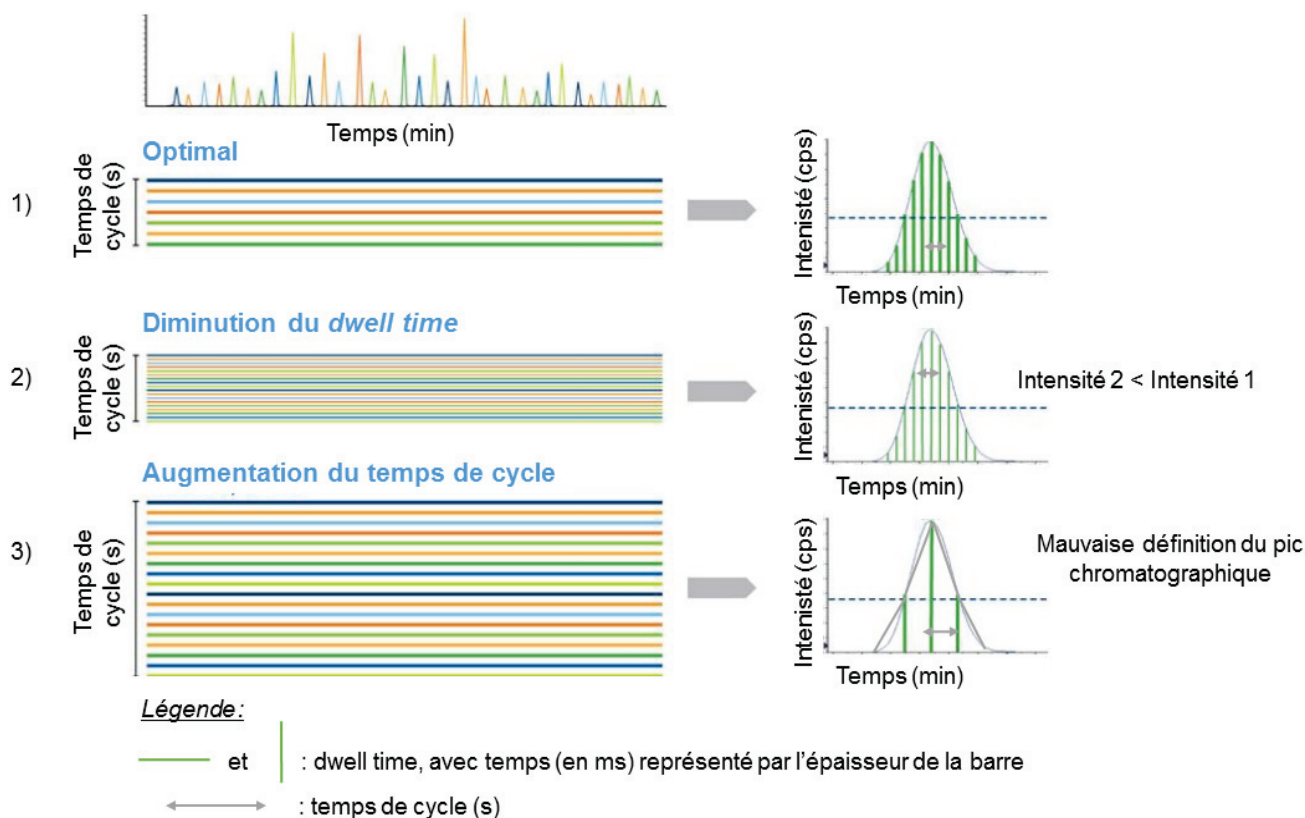 Temps (min)
Optimal
1)
Temps de
cycle (s)
Intenisté (cps)
Temps (min)
Diminution du dwell time
2)
Temps de
cycle (s)
Intenisté (cps)
Temps (min)
Intensité 2 < Intensité 1
Augmentation du temps de cycle
3)
Temps de
cycle (s)
Intenisté (cps)
Temps (min)
Mauvaise définition du pic
chromatographique
Légende:
et : dwell time, avec temps (en ms) représenté par l'épaisseur de la barre
: temps de cycle (s)